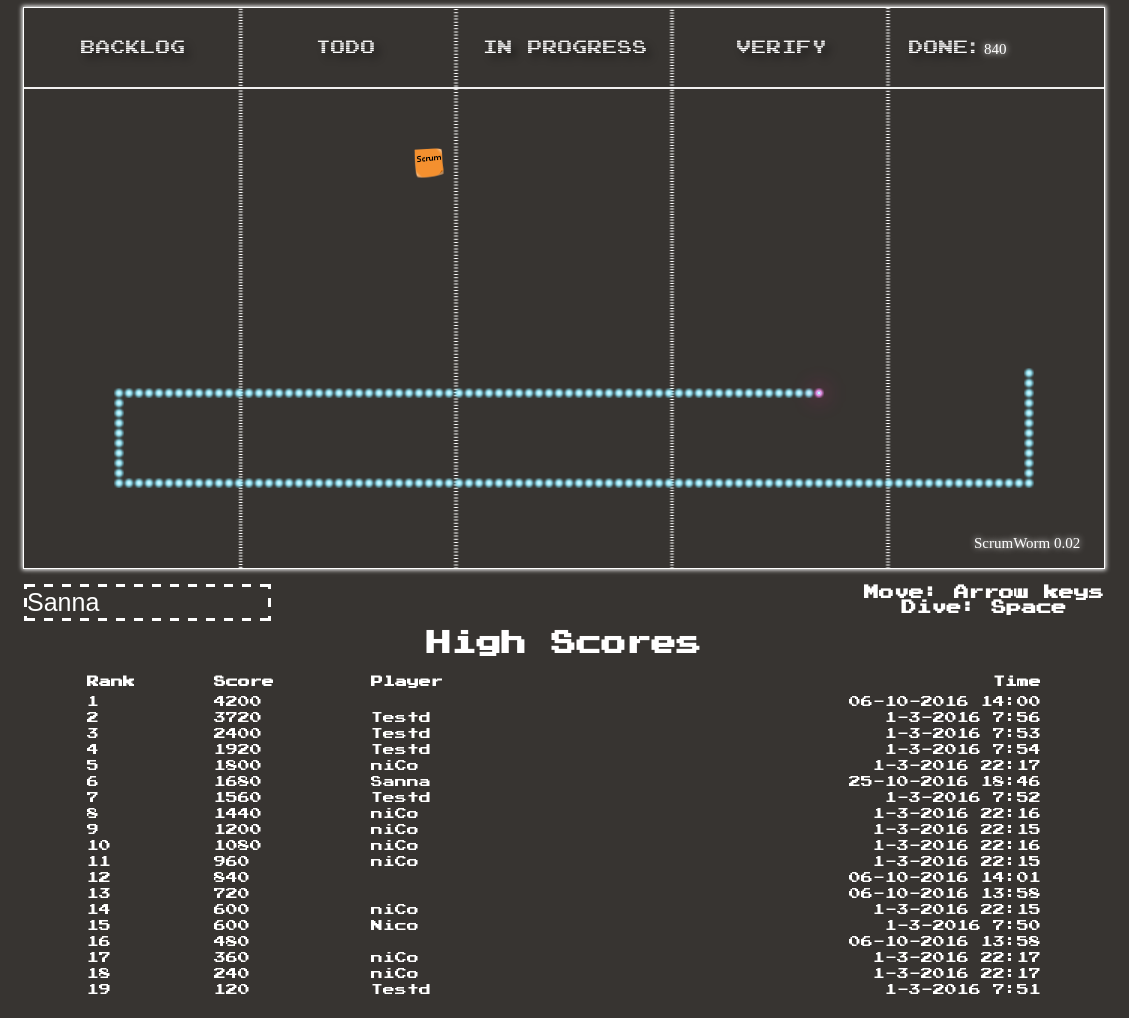 BACKLOG TODO IN PROGRESS VERIFY DONE: 840
Scrum
ScrumWorm 0.02
Sanna
Move: Arrow keys
Dive: Space
High Scores
Rank Score Player Time
1 4200 06-10-2016 14:00
2 3720 Testd 1-3-2016 7:56
3 2400 Testd 1-3-2016 7:53
4 1920 Testd 1-3-2016 7:54
5 1800 niCo 1-3-2016 22:17
6 1680 Sanna 25-10-2016 18:46
7 1560 Testd 1-3-2016 7:52
8 1440 niCo 1-3-2016 22:16
9 1200 niCo 1-3-2016 22:15
10 1080 niCo 1-3-2016 22:16
11 960 niCo 1-3-2016 22:15
12 840 06-10-2016 14:01
13 720 06-10-2016 13:58
14 600 niCo 1-3-2016 22:15
15 600 Nico 1-3-2016 7:50
16 480 06-10-2016 13:58
17 360 niCo 1-3-2016 22:17
18 240 niCo 1-3-2016 22:17
19 120 Testd 1-3-2016 7:51